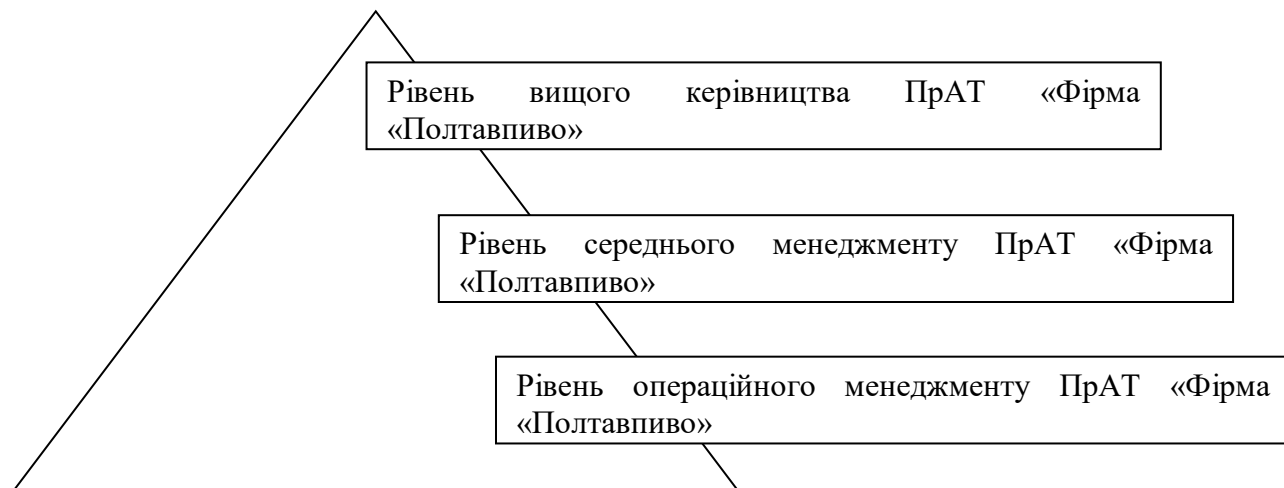 Рівень вищого керівництва ПрАТ «Фірма
«Полтавпиво»
Рівень середнього менеджменту ПрАТ «Фірма
«Полтавпиво»
Рівень операційного менеджменту ПрАТ «Фірма
«Полтавпиво»